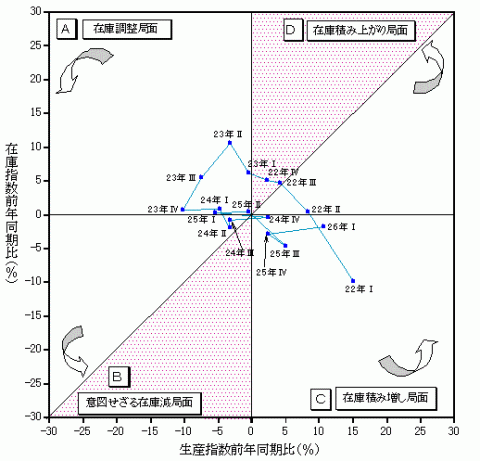 30
25
20
15
10
5
0
−5
−10
−15
−20
−25
−30
在庫指数前年同期比(%)
A 在庫調整局面
D 在庫積み上がり局面
23年Ⅱ
23年Ⅰ
22年Ⅳ
23年Ⅲ
22年Ⅲ
24年Ⅰ
25年Ⅱ
23年Ⅳ
22年Ⅱ
25年Ⅰ
24年Ⅳ
26年Ⅰ
24年Ⅱ
24年Ⅲ
25年Ⅲ
25年Ⅳ
22年Ⅰ
B
意図せざる在庫減局面
C 在庫積み増し局面
−30 −25 −20 −15 −10 −5 0 5 10 15 20 25 30
生産指数前年同期比(%)